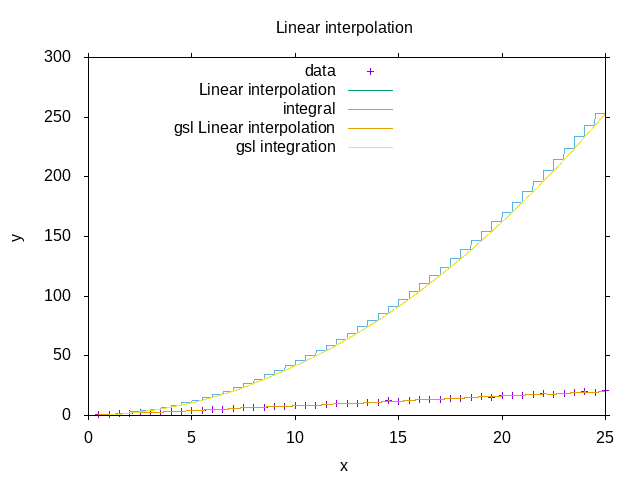 Linear interpolation
300
250
200
150
100
50
0
y
data
Linear interpolation
integral
gsl Linear interpolation
gsl integration
0 5 10 15 20 25
x